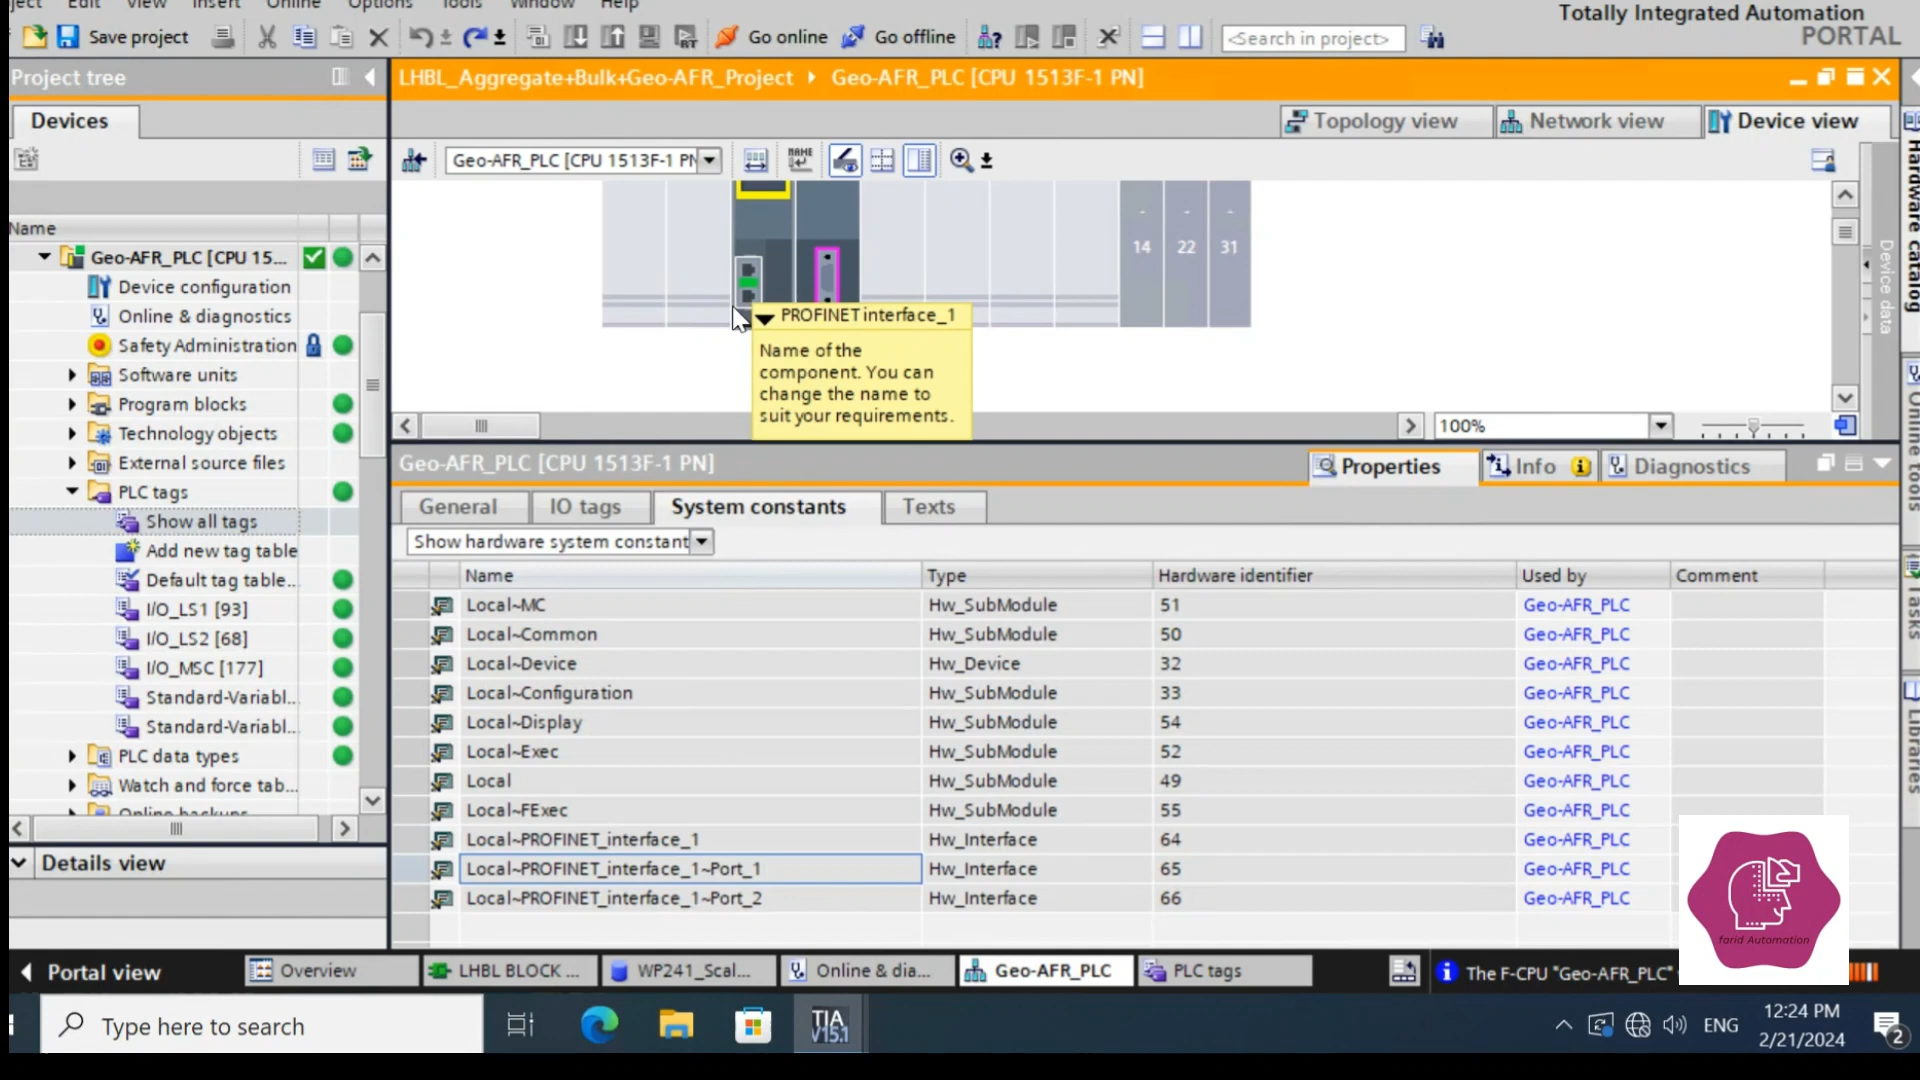 ject Edit View Insert Online Options Tools Window Help
Totally Integrated Automation
PORTAL
Save project
Go online
Go offline
<Search in project>
Project tree
LHBL_Aggregate+Bulk+Geo-AFR_Project
Geo-AFR_PLC [CPU 1513F-1 PN]
Devices
Topology view
Network view
Device view
Geo-AFR_PLC [CPU 1513F-1 PN
NAME
Name
14 22 31
PROFINET interface_1
Name of the
component. You can
change the name to
suit your requirements.
100%
Geo-AFR_PLC [CPU 15...
Device configuration
Online & diagnostics
Safety Administration
Software units
Program blocks
Technology objects
External source files
PLC tags
Show all tags
Add new tag table
Default tag table...
I/O_LS1 [93]
I/O_LS2 [68]
I/O_MSC [177]
Standard-Variabl...
Standard-Variabl...
PLC data types
Watch and force tab...
Online backups
Details view
Geo-AFR_PLC [CPU 1513F-1 PN]
Properties
Info
Diagnostics
General
IO tags
System constants
Texts
Show hardware system constant
Name Type Hardware identifier Used by Comment
Local~MC Hw_SubModule 51 Geo-AFR_PLC
Local~Common Hw_SubModule 50 Geo-AFR_PLC
Local~Device Hw_Device 32 Geo-AFR_PLC
Local~Configuration Hw_SubModule 33 Geo-AFR_PLC
Local~Display Hw_SubModule 54 Geo-AFR_PLC
Local~Exec Hw_SubModule 52 Geo-AFR_PLC
Local Hw_SubModule 49 Geo-AFR_PLC
Local~FExec Hw_SubModule 55 Geo-AFR_PLC
Local~PROFINET_interface_1 Hw_Interface 64 Geo-AFR_PLC
Local~PROFINET_interface_1~Port_1 Hw_Interface 65 Geo-AFR_PLC
Local~PROFINET_interface_1~Port_2 Hw_Interface 66 Geo-AFR_PLC
Hardware catalog
Device data
Online tools
Tasks
Libraries
farid Automation
Portal view
Overview
LHBL BLOCK ...
WP241_Scal...
Online & dia...
Geo-AFR_PLC
PLC tags
The F-CPU "Geo-AFR_PLC"
Type here to search
TIA
V15.1
ENG
12:24 PM
2/21/2024
2